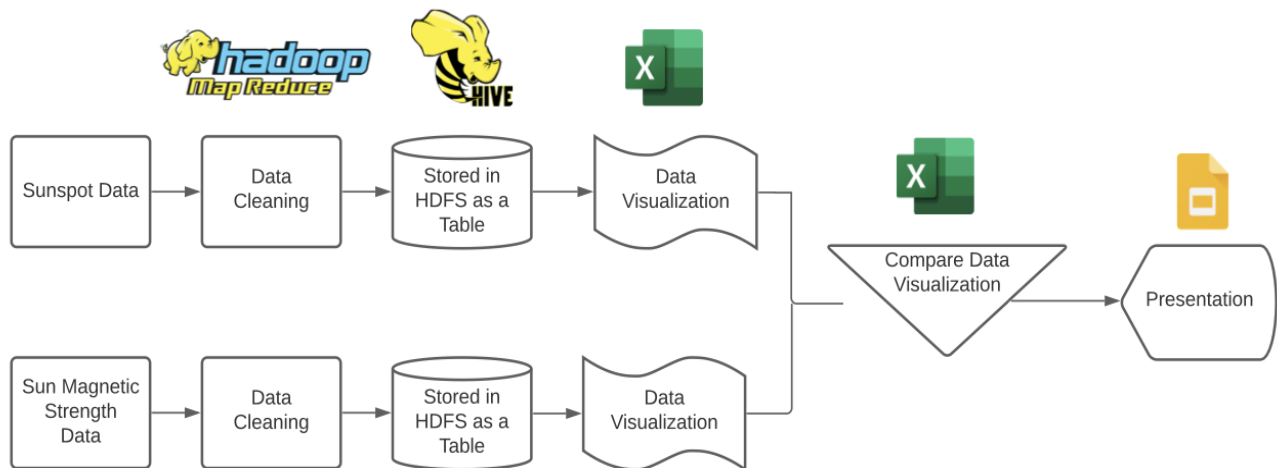 hadoop
Map Reduce
HIVE
X
X
Sunspot Data
Data
Cleaning
Stored in
HDFS as a
Table
Data
Visualization
Compare Data
Visualization
Presentation
Sun Magnetic
Strength
Data
Data
Cleaning
Stored in
HDFS as a
Table
Data
Visualization